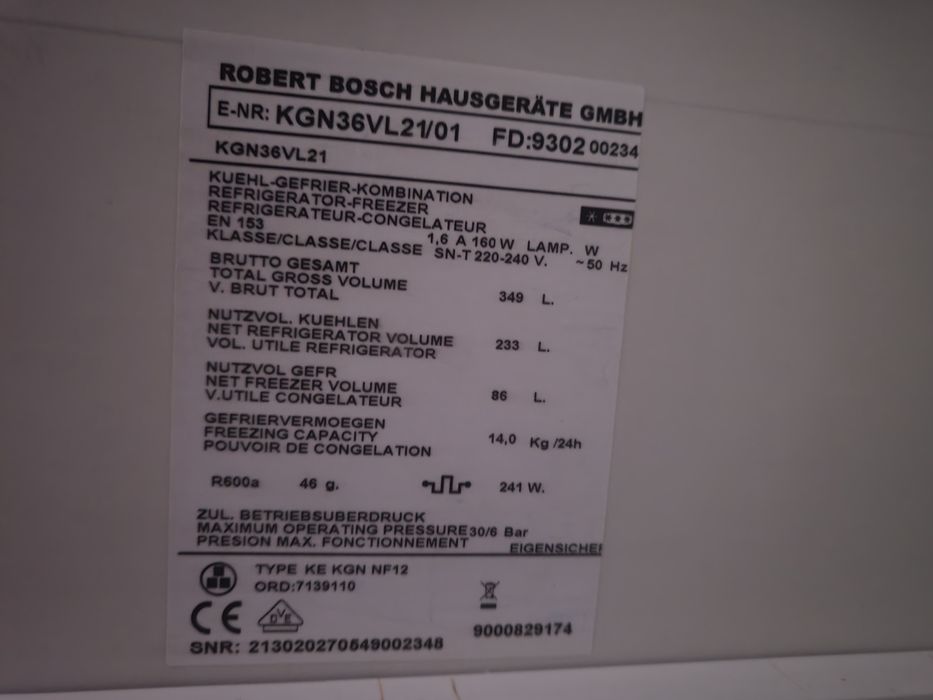 ROBERT BOSCH HAUSGERÄTE GMBH
E-NR: KGN36VL21/01 FD:9302 00234
KGN36VL21
KUEHL-GEFRIER-KOMBINATION
REFRIGERATOR-FREEZER
REFRIGERATEUR-CONGELATEUR
EN 153 1,6 A 160 W LAMP. W
KLASSE/CLASSE/CLASSE SN-T 220-240 V. ~50 Hz
BRUTTO GESAMT
TOTAL GROSS VOLUME 349 L.
V. BRUT TOTAL
NUTZVOL. KUEHLEN
NET REFRIGERATOR VOLUME 233 L.
VOL. UTILE REFRIGERATOR
NUTZVOL GEFR
NET FREEZER VOLUME 86 L.
V.UTILE CONGELATEUR
GEFRIERVERMOEGEN
FREEZING CAPACITY 14,0 Kg /24h
POUVOIR DE CONGELATION
R600a 46 g. 241 W.
ZUL. BETRIEBSUBERDRUCK
MAXIMUM OPERATING PRESSURE 30/6 Bar
PRESION MAX. FONCTIONNEMENT EIGENSICHER
TYPE KE KGN NF12
ORD:7139110
CE DVE 9000829174
SNR: 213020270549002348